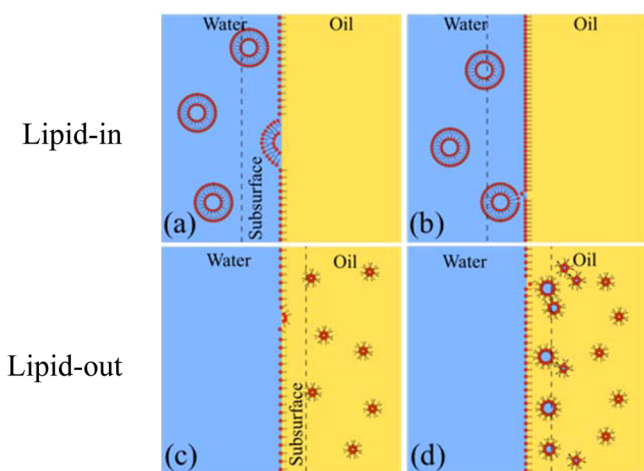 Water Oil
Water Oil
Lipid-in
Subsurface
(a)
(b)
Water Oil
Water Oil
Lipid-out
Subsurface
(c)
(d)